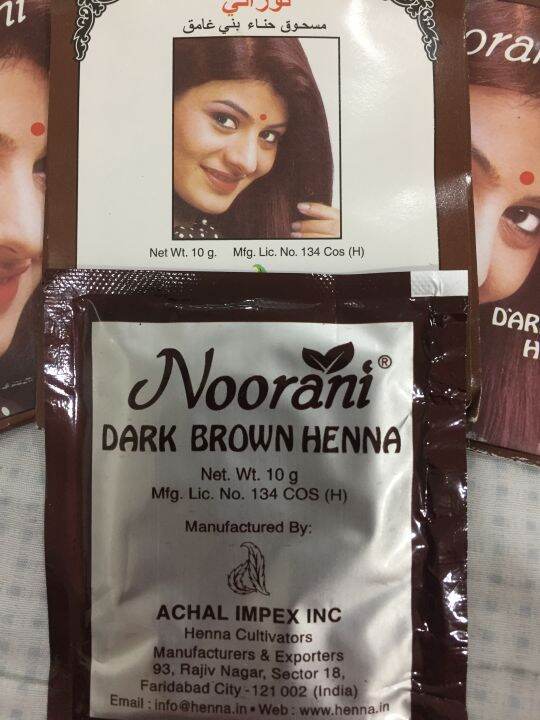 نوراني
مسحوق حناء بني غامق
Net Wt. 10 g. Mfg. Lic. No. 134 Cos (H)
Noorani®
DARK BROWN HENNA
Net. Wt. 10 g
Mfg. Lic. No. 134 COS (H)
Manufactured By:
ACHAL IMPEX INC
Henna Cultivators
Manufacturers & Exporters
93, Rajiv Nagar, Sector 18,
Faridabad City - 121 002 (India)
Email : info@henna.in • Web : www.henna.in